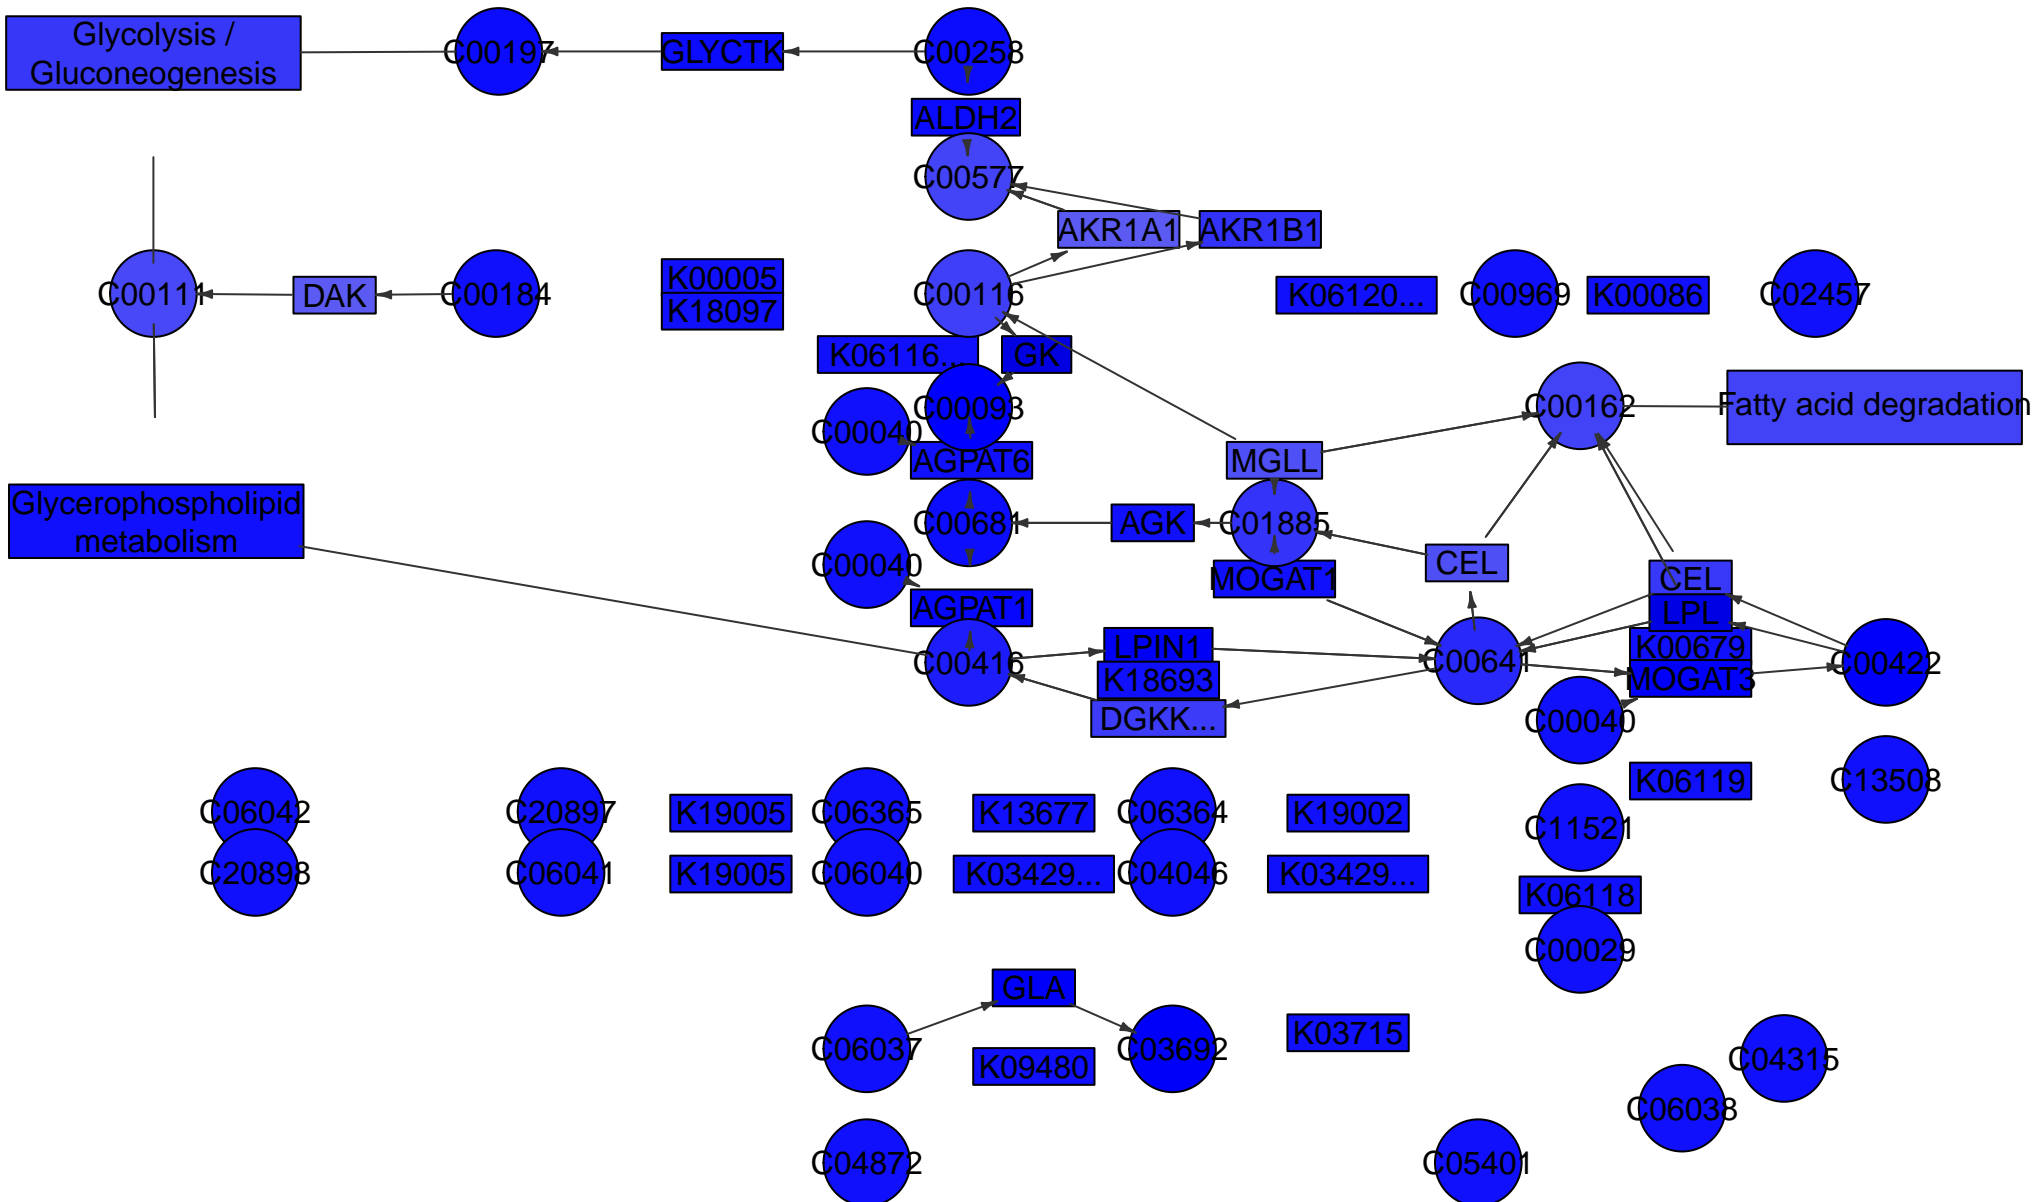 Glycolysis /
Gluconeogenesis
C00197
GLYCTK
C00258
ALDH2
C00577
AKR1A1
AKR1B1
C00111
DAK
C00184
K00005
K18097
C00116
K06120...
C00969
K00086
C02457
K06116...
GK
C00093
C00040
AGPAT6
MGLL
C00162
Fatty acid degradation
Glycerophospholipid
metabolism
C00681
AGK
C01885
C00040
MOGAT1
CEL
CEL
LPL
AGPAT1
C00416
LPIN1
K18693
DGKK...
C00641
K00679
MOGAT3
C00422
C00040
K06119
C13508
C06042
C20897
K19005
C06365
K13677
C06364
K19002
C11521
C20898
C06041
K19005
C06040
K03429...
C04046
K03429...
K06118
C00029
GLA
C06037
C03692
K03715
K09480
C04315
C06038
C04872
C05401